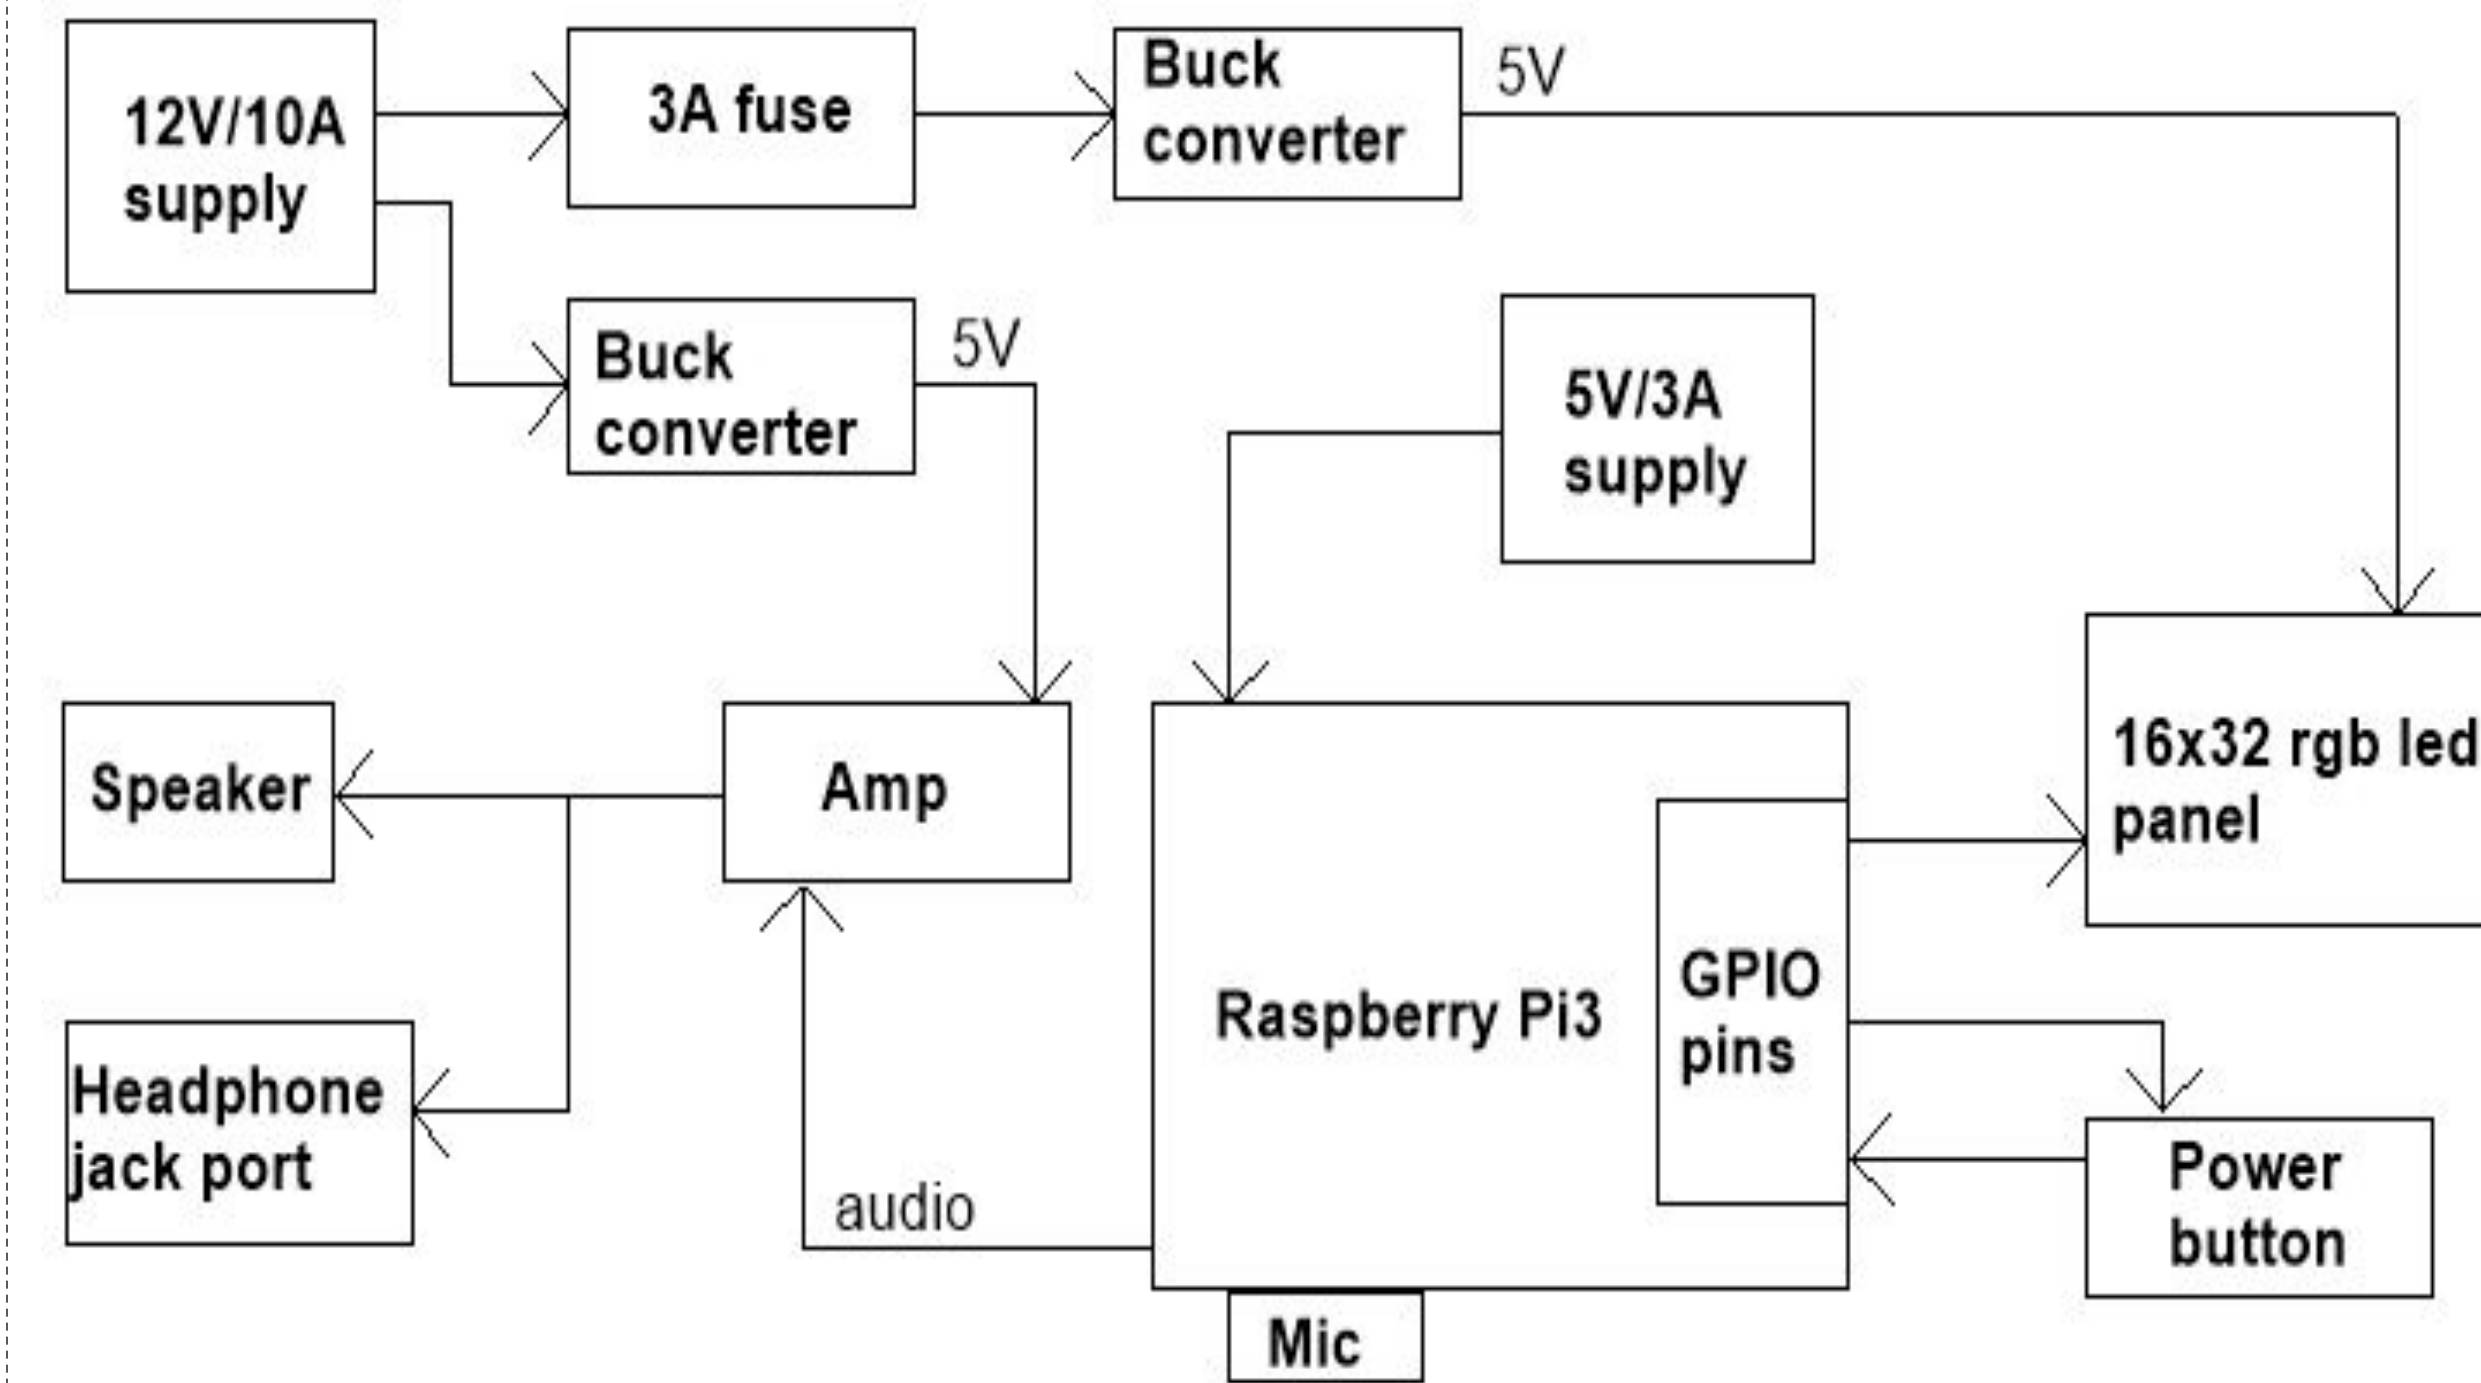 12V/10A
supply
3A fuse
Buck
converter
5V
Buck
converter
5V
5V/3A
supply
Speaker
Amp
16x32 rgb led
panel
Raspberry Pi3
GPIO
pins
Headphone
jack port
audio
Power
button
Mic